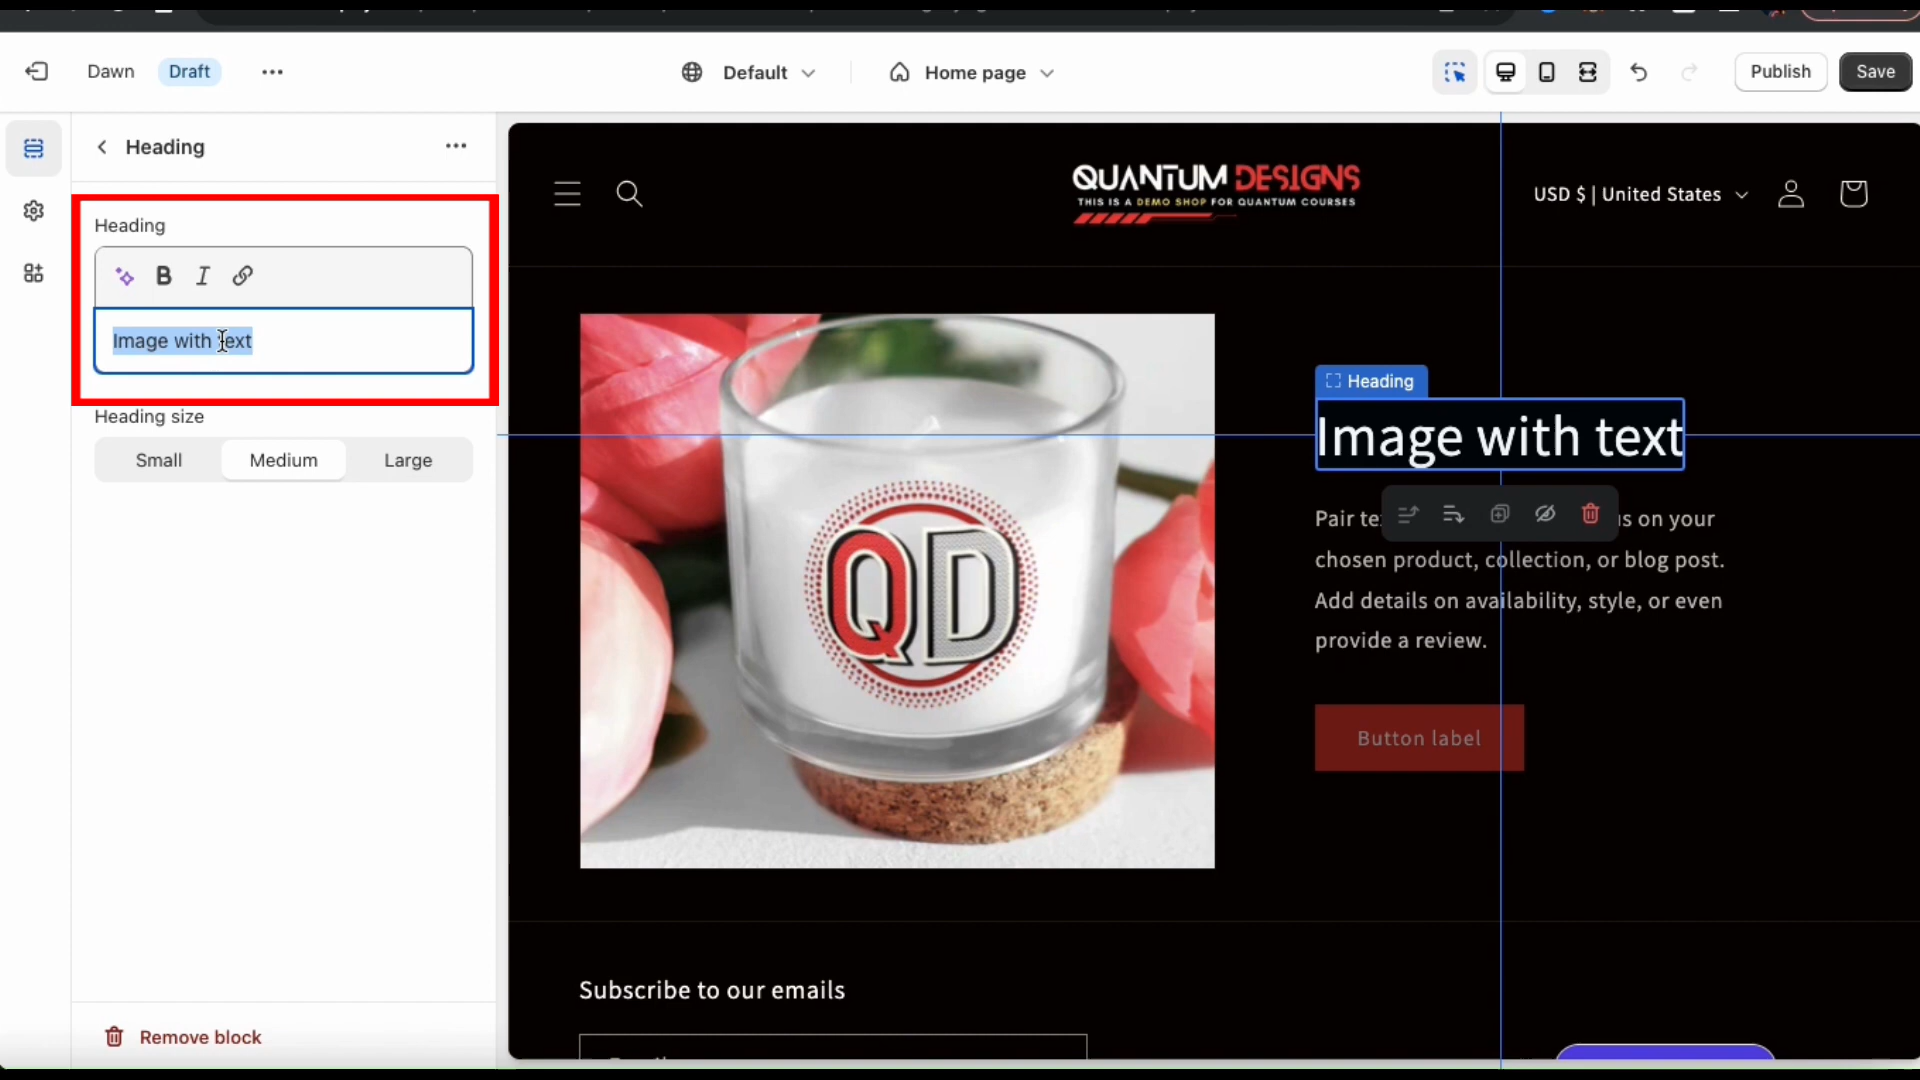 Dawn
Draft
Default
Home page
Publish
Save
Heading
Heading
B I
Image with text
Heading size
Small
Medium
Large
Remove block
QUANTUM DESIGNS
THIS IS A DEMO SHOP FOR QUANTUM COURSES
USD $ | United States
QD
Heading
Image with text
Pair te
s on your
chosen product, collection, or blog post.
Add details on availability, style, or even
provide a review.
Button label
Subscribe to our emails